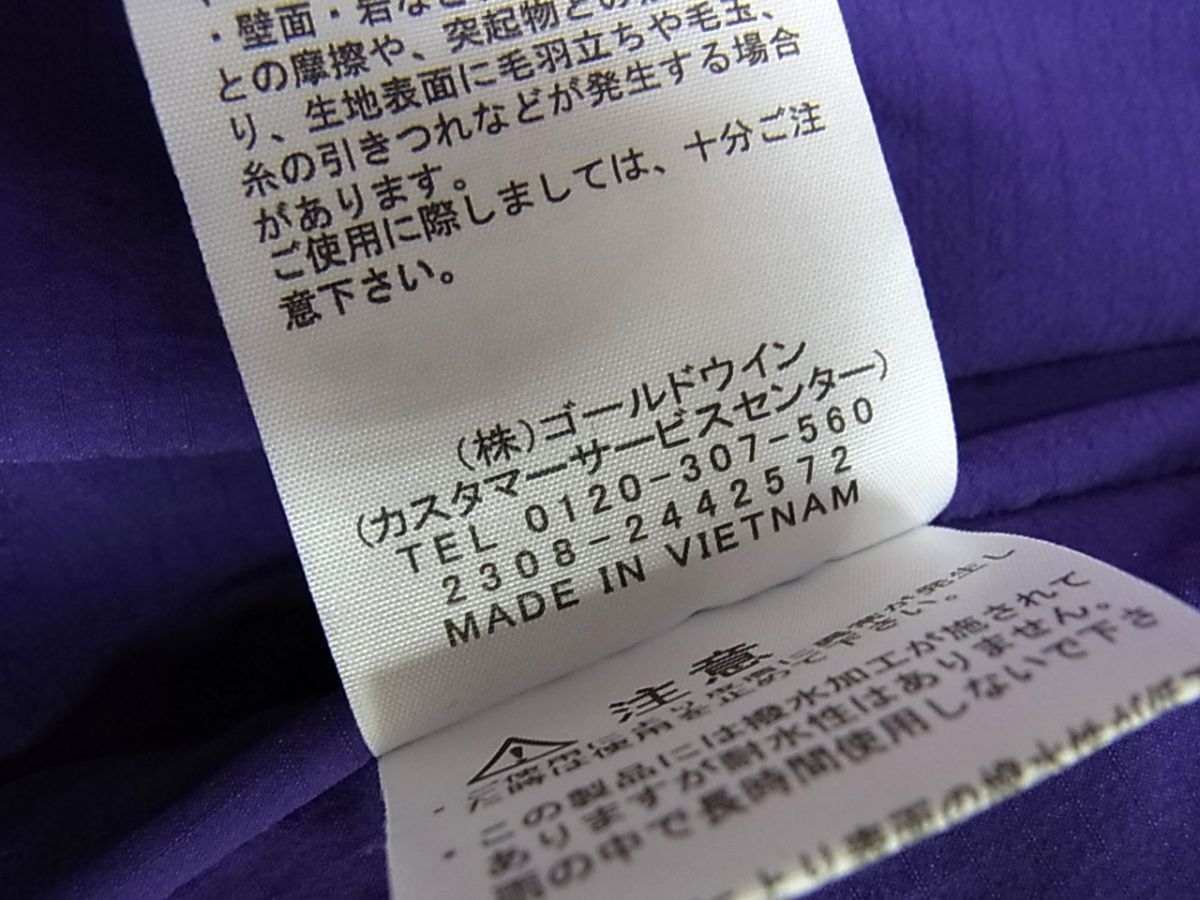 ・壁面・岩など
との摩擦や、突起物との
り、生地表面に毛羽立ちや毛玉、
糸の引きつれなどが発生する場合
があります。
ご使用に際しましては、十分ご注
意下さい。
(株)ゴールドウイン
(カスタマーサービスセンター)
TEL 0120-307-560
2308-2442572
MADE IN VIETNAM
注意
この製品には撥水加工が施されて
ありますが耐水性はありません。
雨の中で長時間使用しないで下さ